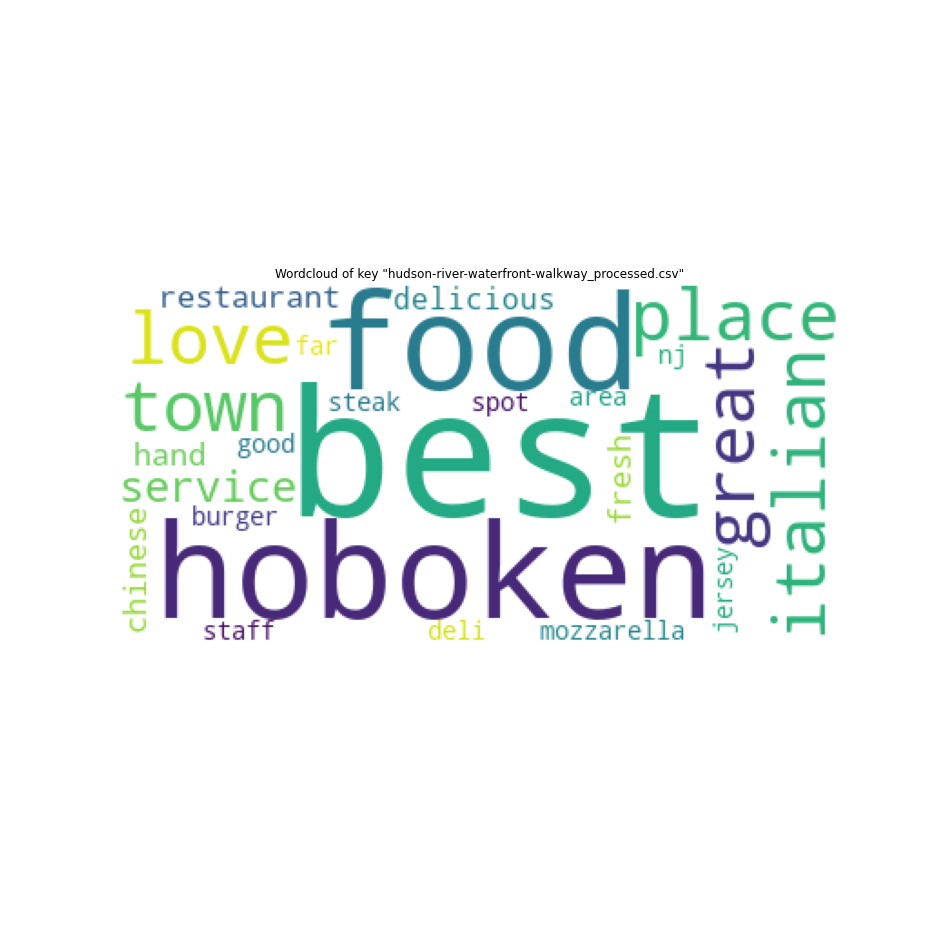 Wordcloud of key "hudson-river-waterfront-walkway_processed.csv"
restaurant
food
delicious
place
love
far
nj
great
italian
town
steak
spot
area
best
good
hand
fresh
service
burger
chinese
hoboken
jersey
staff
deli
mozzarella